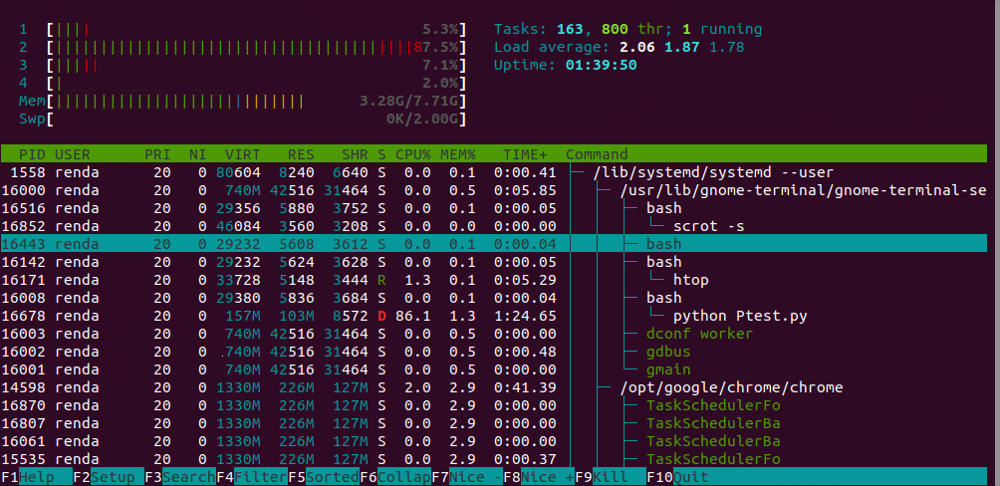 1 [|||| 5.3%] Tasks: 163, 800 thr; 1 running
2 [||||||||||||||||||||||||||||||||||||||||87.5%] Load average: 2.06 1.87 1.78
3 [||||| 7.1%] Uptime: 01:39:50
4 [| 2.0%]
Mem[|||||||||||||||||||||||||||| 3.28G/7.71G]
Swp[ 0K/2.00G]
PID USER PRI NI VIRT RES SHR S CPU% MEM% TIME+ Command
1558 renda 20 0 80604 8240 6640 S 0.0 0.1 0:00.41 ├─ /lib/systemd/systemd --user
16000 renda 20 0 740M 42516 31464 S 0.0 0.5 0:05.85 │ ├─ /usr/lib/gnome-terminal/gnome-terminal-se
16516 renda 20 0 29356 5880 3752 S 0.0 0.1 0:00.05 │ │ ├─ bash
16852 renda 20 0 46084 3560 3208 S 0.0 0.0 0:00.00 │ │ │ └─ scrot -s
16443 renda 20 0 29232 5608 3612 S 0.0 0.1 0:00.04 │ │ ├─ bash
16142 renda 20 0 29232 5624 3628 S 0.0 0.1 0:00.05 │ │ ├─ bash
16171 renda 20 0 33728 5148 3444 R 1.3 0.1 0:05.29 │ │ │ └─ htop
16008 renda 20 0 29380 5836 3684 S 0.0 0.1 0:00.04 │ │ ├─ bash
16678 renda 20 0 157M 103M 8572 D 86.1 1.3 1:24.65 │ │ │ └─ python Ptest.py
16003 renda 20 0 740M 42516 31464 S 0.0 0.5 0:00.00 │ │ ├─ dconf worker
16002 renda 20 0 740M 42516 31464 S 0.0 0.5 0:00.48 │ │ ├─ gdbus
16001 renda 20 0 740M 42516 31464 S 0.0 0.5 0:00.00 │ │ └─ gmain
14598 renda 20 0 1330M 226M 127M S 2.0 2.9 0:41.39 │ ├─ /opt/google/chrome/chrome
16870 renda 20 0 1330M 226M 127M S 0.0 2.9 0:00.00 │ │ ├─ TaskSchedulerFo
16807 renda 20 0 1330M 226M 127M S 0.0 2.9 0:00.00 │ │ ├─ TaskSchedulerBa
16061 renda 20 0 1330M 226M 127M S 0.0 2.9 0:00.00 │ │ ├─ TaskSchedulerBa
15535 renda 20 0 1330M 226M 127M S 0.0 2.9 0:00.37 │ │ ├─ TaskSchedulerFo
F1Help F2Setup F3SearchF4FilterF5SortedF6CollapF7Nice -F8Nice +F9Kill F10Quit